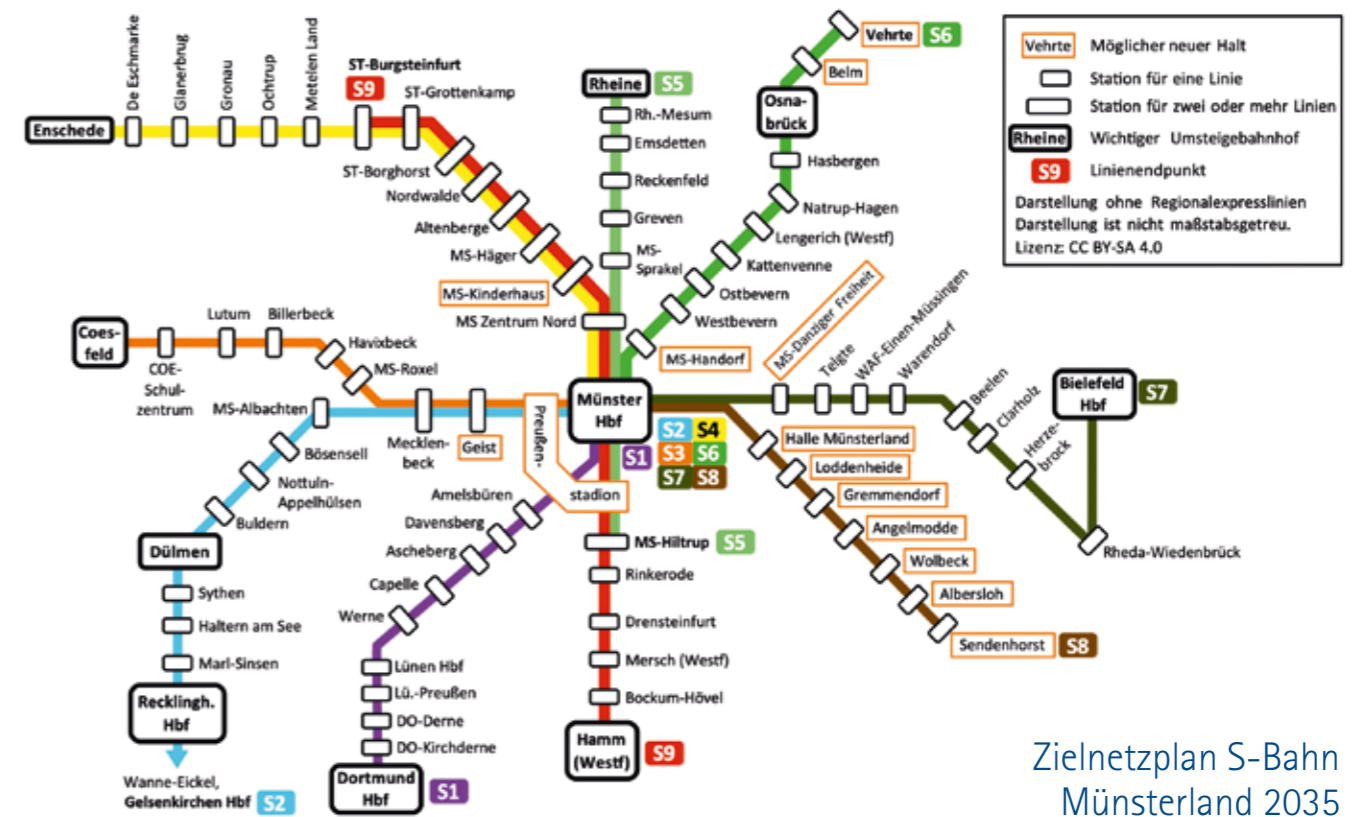 De Eschmarke
Glanerbrug
Gronau
Ochtrup
Metelen Land
ST-Burgsteinfurt
S9
ST-Grottenkamp
Enschede
ST-Borghorst
Nordwalde
Altenberge
MS-Häger
MS-Kinderhaus
MS Zentrum Nord
Rheine S5
Rh.-Mesum
Emsdetten
Reckenfeld
Greven
MS-
Sprakel
Vehrte S6
Belm
Osna-
brück
Hasbergen
Natrup-Hagen
Lengerich (Westf)
Kattenvenne
Ostbevern
Westbevern
MS-Handorf
Vehrte Möglicher neuer Halt
Station für eine Linie
Station für zwei oder mehr Linien
Rheine Wichtiger Umsteigebahnhof
S9 Linienendpunkt
Darstellung ohne Regionalexpresslinien
Darstellung ist nicht maßstabsgetreu.
Lizenz: CC BY-SA 4.0
Coes-
feld
COE-
Schul-
zentrum
Lutum
Billerbeck
Havixbeck
MS-Roxel
MS-Albachten
Mecklen-
beck
Geist
Preußen-
stadion
Münster
Hbf
S1
S2 S4
S3 S6
S7 S8
MS-Danziger Freiheit
Telgte
WAF-Einen-Müssingen
Warendorf
Beelen
Clarholz
Herze-
brock
Rheda-Wiedenbrück
Bielefeld
Hbf
S7
Halle Münsterland
Loddenheide
Gremmendorf
Angelmodde
Wolbeck
Albersloh
Sendenhorst S8
Bösensell
Nottuln-
Appelhülsen
Buldern
Dülmen
Sythen
Haltern am See
Marl-Sinsen
Recklingh.
Hbf
Wanne-Eickel,
Gelsenkirchen Hbf S2
Amelsbüren
Davensberg
Ascheberg
Capelle
Werne
Lünen Hbf
Lü.-Preußen
DO-Derne
DO-Kirchderne
Dortmund
Hbf
S1
MS-Hiltrup S5
Rinkerode
Drensteinfurt
Mersch (Westf)
Bockum-Hövel
Hamm
(Westf)
S9
Zielnetzplan S-Bahn
Münsterland 2035